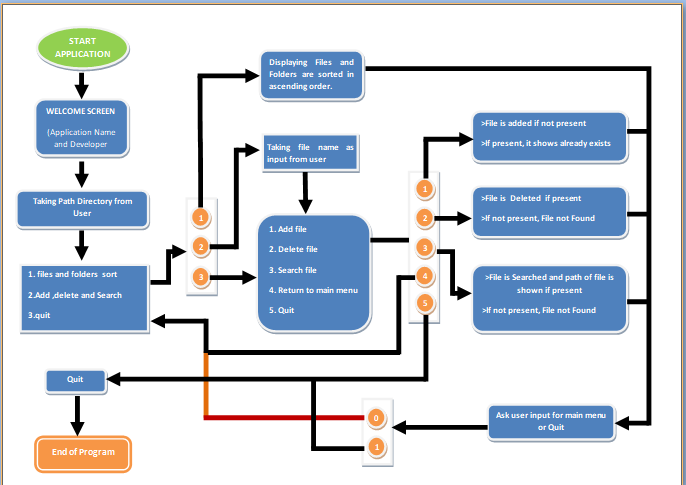 START
APPLICATION
WELCOME SCREEN
(Application Name
and Developer
Taking Path Directory from
User
1. files and folders sort
2.Add ,delete and Search
3.quit
Quit
End of Program
1
2
3
Displaying Files and
Folders are sorted in
ascending order.
Taking file name as
input from user
1. Add file
2. Delete file
3. Search file
4. Return to main menu
5. Quit
1
2
3
4
5
>File is added if not present
>If present, it shows already exists
>File is Deleted if present
>If not present, File not Found
>File is Searched and path of file is
shown if present
>If not present, File not Found
Ask user input for main menu
or Quit
0
1